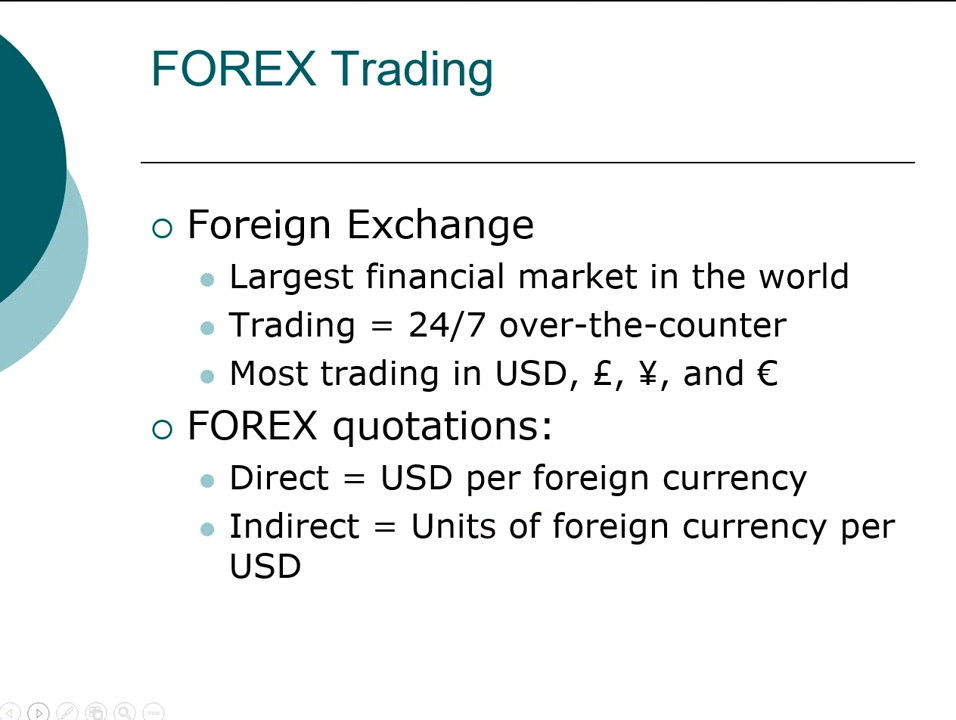 FOREX Trading
Foreign Exchange
Largest financial market in the world
Trading = 24/7 over-the-counter
Most trading in USD, £, ¥, and €
FOREX quotations:
Direct = USD per foreign currency
Indirect = Units of foreign currency per
USD